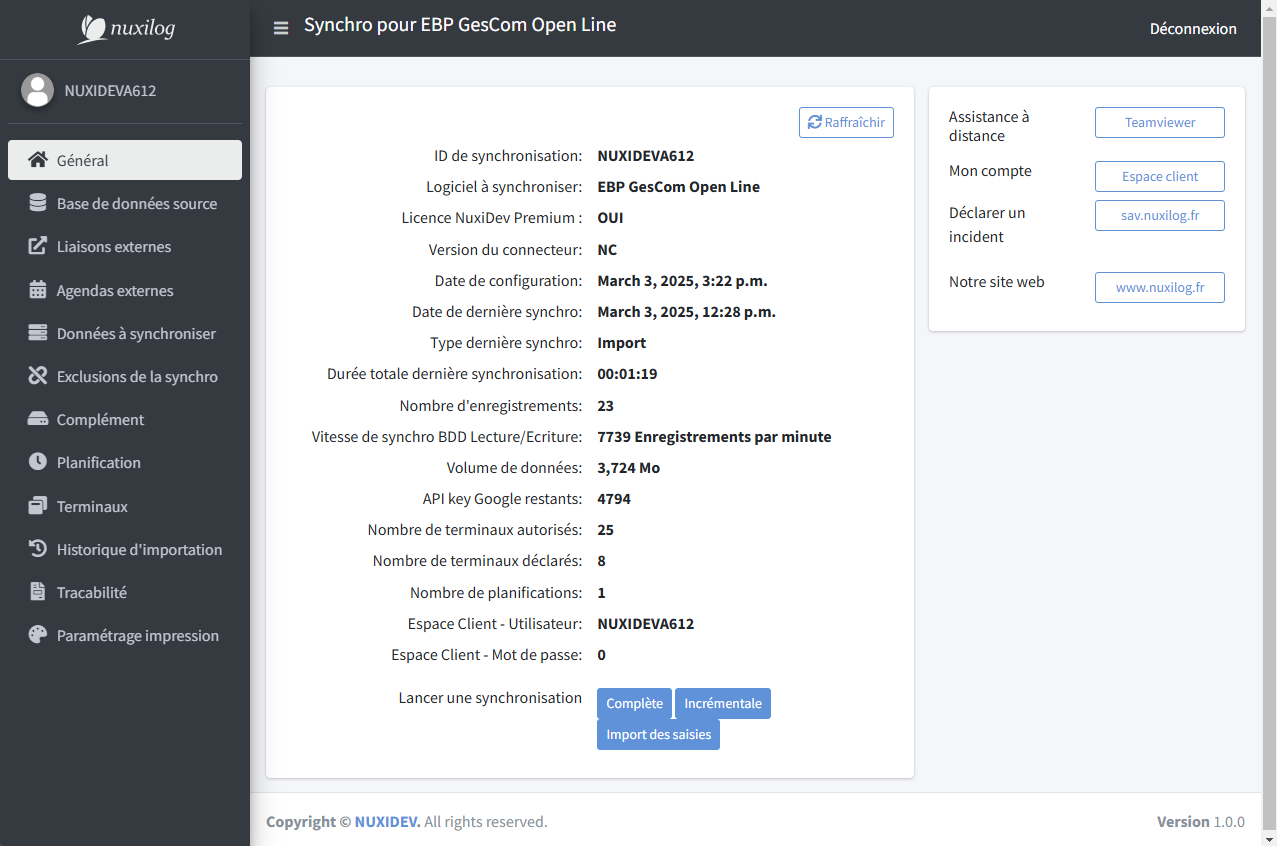 nuxilog
Synchro pour EBP GesCom Open Line
Déconnexion
NUXIDEVA612
Général
Base de données source
Liaisons externes
Agendas externes
Données à synchroniser
Exclusions de la synchro
Complément
Planification
Terminaux
Historique d'importation
Tracabilité
Paramétrage impression
Raffraîchir
ID de synchronisation: NUXIDEVA612
Logiciel à synchroniser: EBP GesCom Open Line
Licence NuxiDev Premium : OUI
Version du connecteur: NC
Date de configuration: March 3, 2025, 3:22 p.m.
Date de dernière synchro: March 3, 2025, 12:28 p.m.
Type dernière synchro: Import
Durée totale dernière synchronisation: 00:01:19
Nombre d'enregistrements: 23
Vitesse de synchro BDD Lecture/Ecriture: 7739 Enregistrements par minute
Volume de données: 3,724 Mo
API key Google restants: 4794
Nombre de terminaux autorisés: 25
Nombre de terminaux déclarés: 8
Nombre de planifications: 1
Espace Client - Utilisateur: NUXIDEVA612
Espace Client - Mot de passe: 0
Lancer une synchronisation Complète Incrémentale
Import des saisies
Assistance à
distance
Teamviewer
Mon compte
Espace client
Déclarer un
incident
sav.nuxilog.fr
Notre site web
www.nuxilog.fr
Copyright © NUXIDEV. All rights reserved.
Version 1.0.0